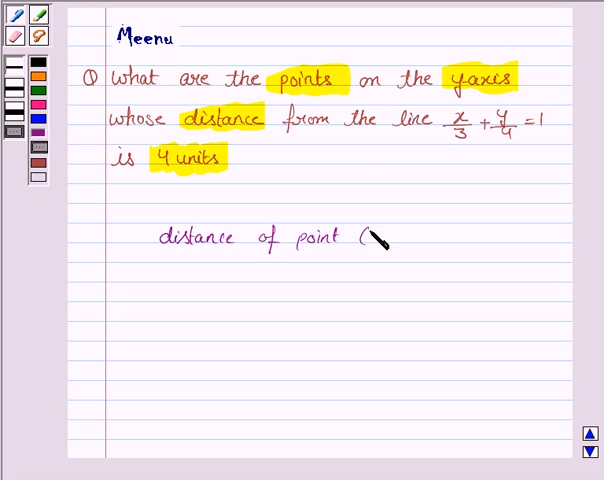 Meenu
Q What are the points on the yaxis
whose distance from the line x/3 + y/4 = 1
is 4 units
distance of point (